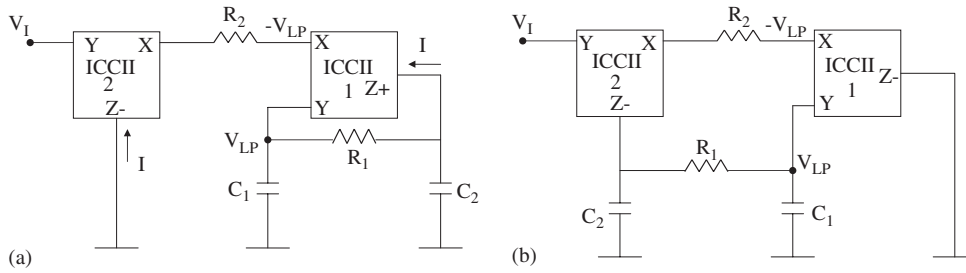 V_I
Y X
ICCII
2
Z-
I
R_2
-V_LP
X
ICCII
1
Z+
Y
I
V_LP
R_1
C_1
C_2
(a)
V_I
Y X
ICCII
2
Z-
R_2
-V_LP
X
ICCII
1
Z-
Y
R_1
V_LP
C_2
C_1
(b)